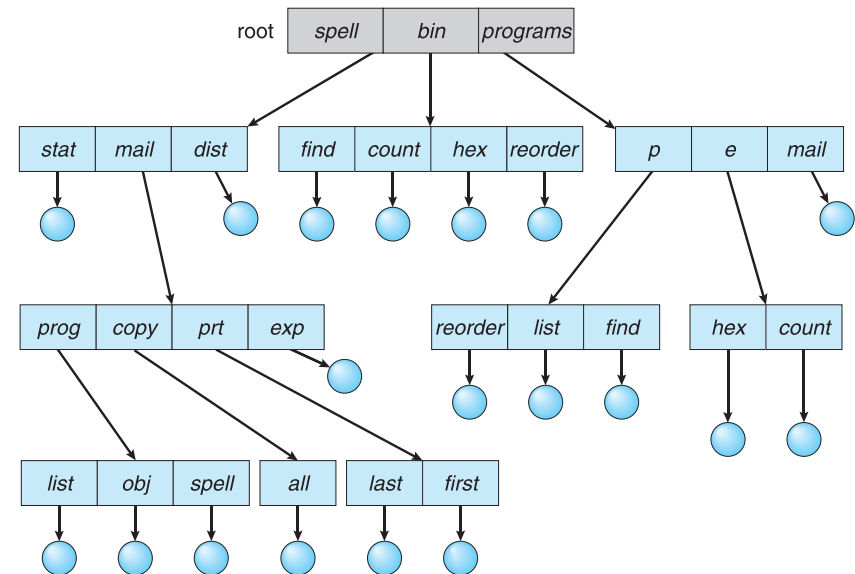 root spell bin programs
stat mail dist find count hex reorder p e mail
prog copy prt exp reorder list find hex count
list obj spell all last first